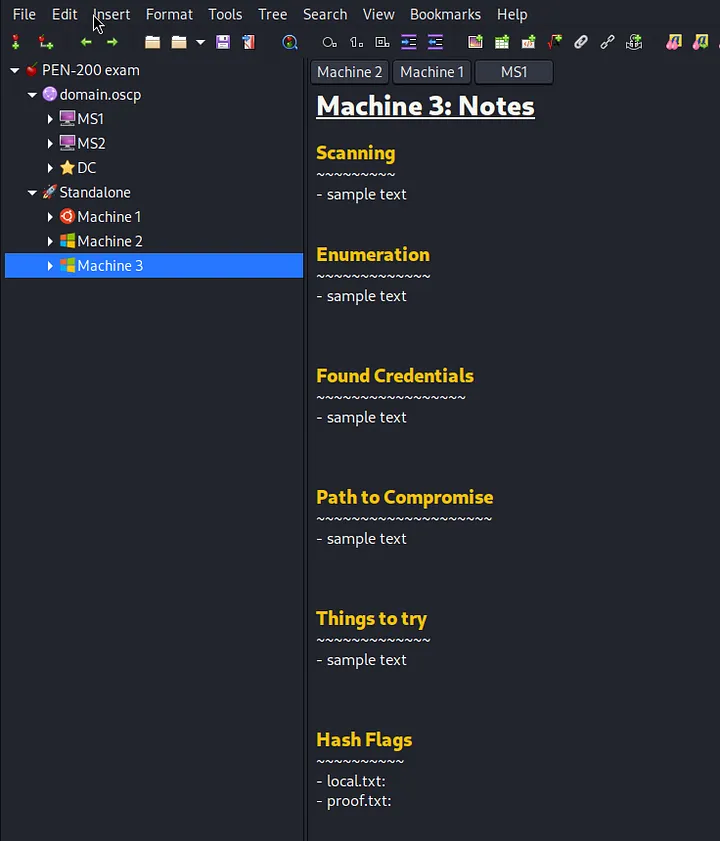 File Edit Insert Format Tools Tree Search View Bookmarks Help
PEN-200 exam
domain.oscp
MS1
MS2
DC
Standalone
Machine 1
Machine 2
Machine 3
Machine 2 Machine 1 MS1
Machine 3: Notes
Scanning
~~~~~~~~~
- sample text
Enumeration
~~~~~~~~~~~~~
- sample text
Found Credentials
~~~~~~~~~~~~~~~~~
- sample text
Path to Compromise
~~~~~~~~~~~~~~~~~~~~
- sample text
Things to try
~~~~~~~~~~~~~
- sample text
Hash Flags
~~~~~~~~~~
- local.txt:
- proof.txt: